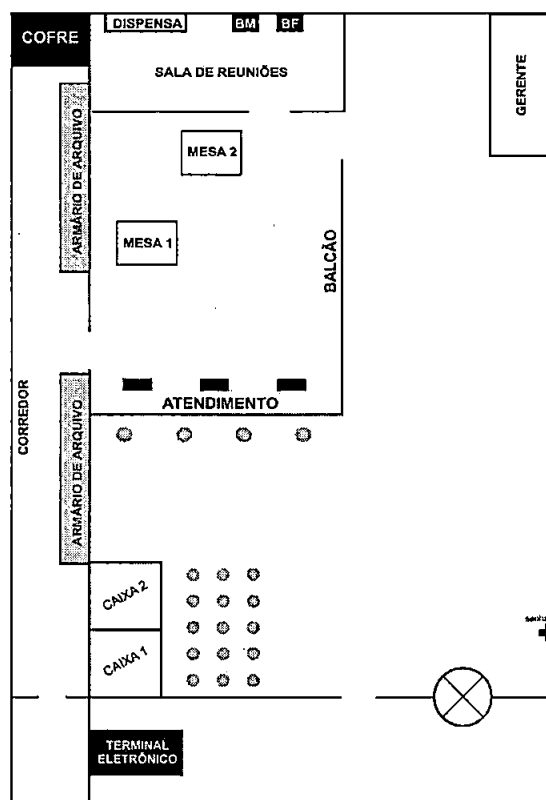 COFRE
DISPENSA
BM
BF
SALA DE REUNIÕES
GERENTE
ARMÁRIO DE ARQUIVO
MESA 2
MESA 1
BALCÃO
ATENDIMENTO
CORREDOR
ARMÁRIO DE ARQUIVO
CAIXA 2
CAIXA 1
TERMINAL
ELETRÔNICO